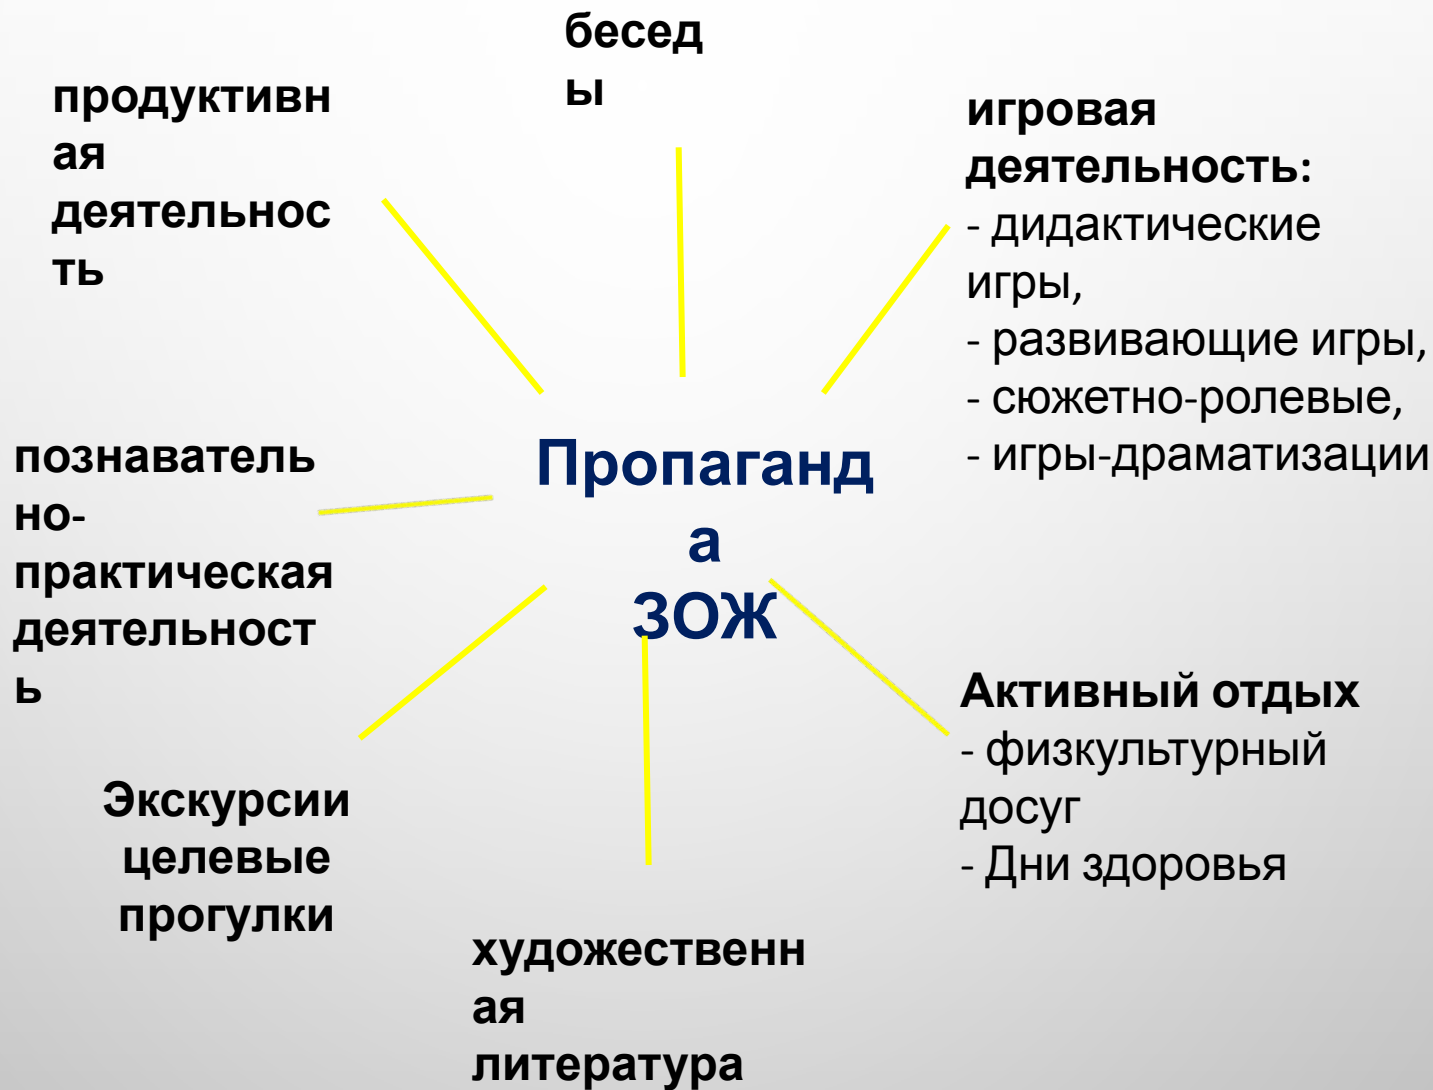 бесед
ы
продуктивн
ая
деятельнос
ть
игровая
деятельность:
- дидактические
игры,
- развивающие игры,
- сюжетно-ролевые,
- игры-драматизации
познаватель
но-
практическая
деятельност
ь
Пропаганд
а
ЗОЖ
Активный отдых
- физкультурный
досуг
- Дни здоровья
Экскурсии
целевые
прогулки
художественн
ая
литература